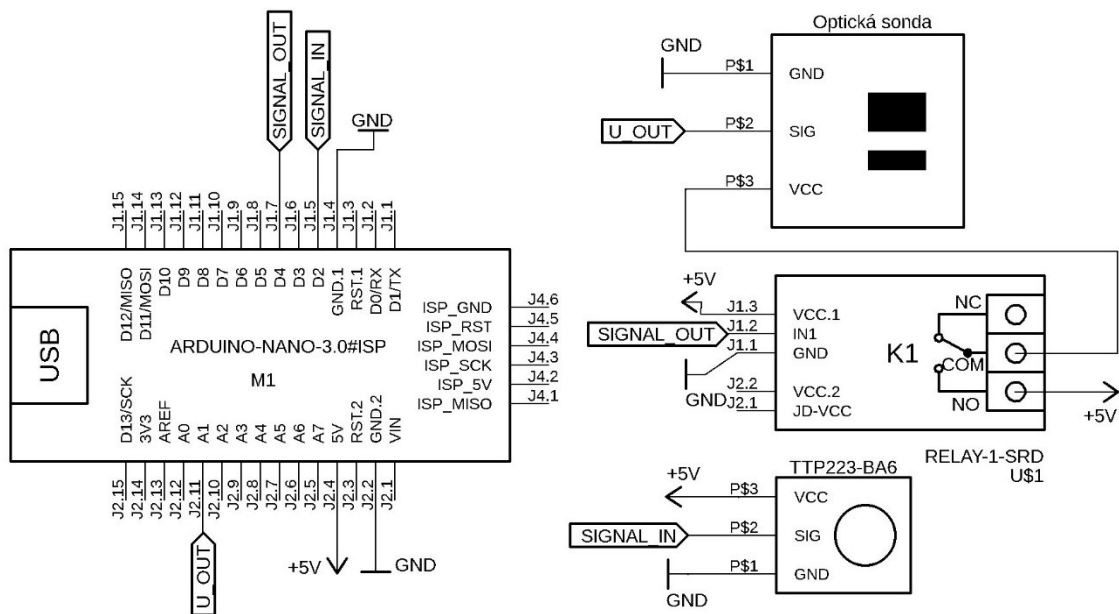 SIGNAL_OUT
SIGNAL_IN
GND
J1.15
J1.14
J1.13
J1.12
J1.11
J1.10
J1.9
J1.8
J1.7
J1.6
J1.5
J1.4
J1.3
J1.2
J1.1
D12/MISO
D11/MOSI
D10
D9
D8
D7
D6
D5
D4
D3
D2
GND.1
RST.1
D0/RX
D1/TX
USB
ARDUINO-NANO-3.0#ISP
M1
ISP_GND J4.6
ISP_RST J4.5
ISP_MOSI J4.4
ISP_SCK J4.3
ISP_5V J4.2
ISP_MISO J4.1
D13/SCK
3V3
AREF
A0
A1
A2
A3
A4
A5
A6
A7
5V
RST.2
GND.2
VIN
J2.15
J2.14
J2.13
J2.12
J2.11
J2.10
J2.9
J2.8
J2.7
J2.6
J2.5
J2.4
J2.3
J2.2
J2.1
U_OUT
+5V
GND
Optická sonda
GND
P$1 GND
U_OUT P$2 SIG
P$3 VCC
+5V
J1.3 VCC.1
SIGNAL_OUT J1.2 IN1
J1.1 GND
GND J2.2 VCC.2
J2.1 JD-VCC
K1
NC
COM
NO
+5V
RELAY-1-SRD
U$1
TTP223-BA6
+5V
P$3 VCC
SIGNAL_IN P$2 SIG
P$1 GND
GND